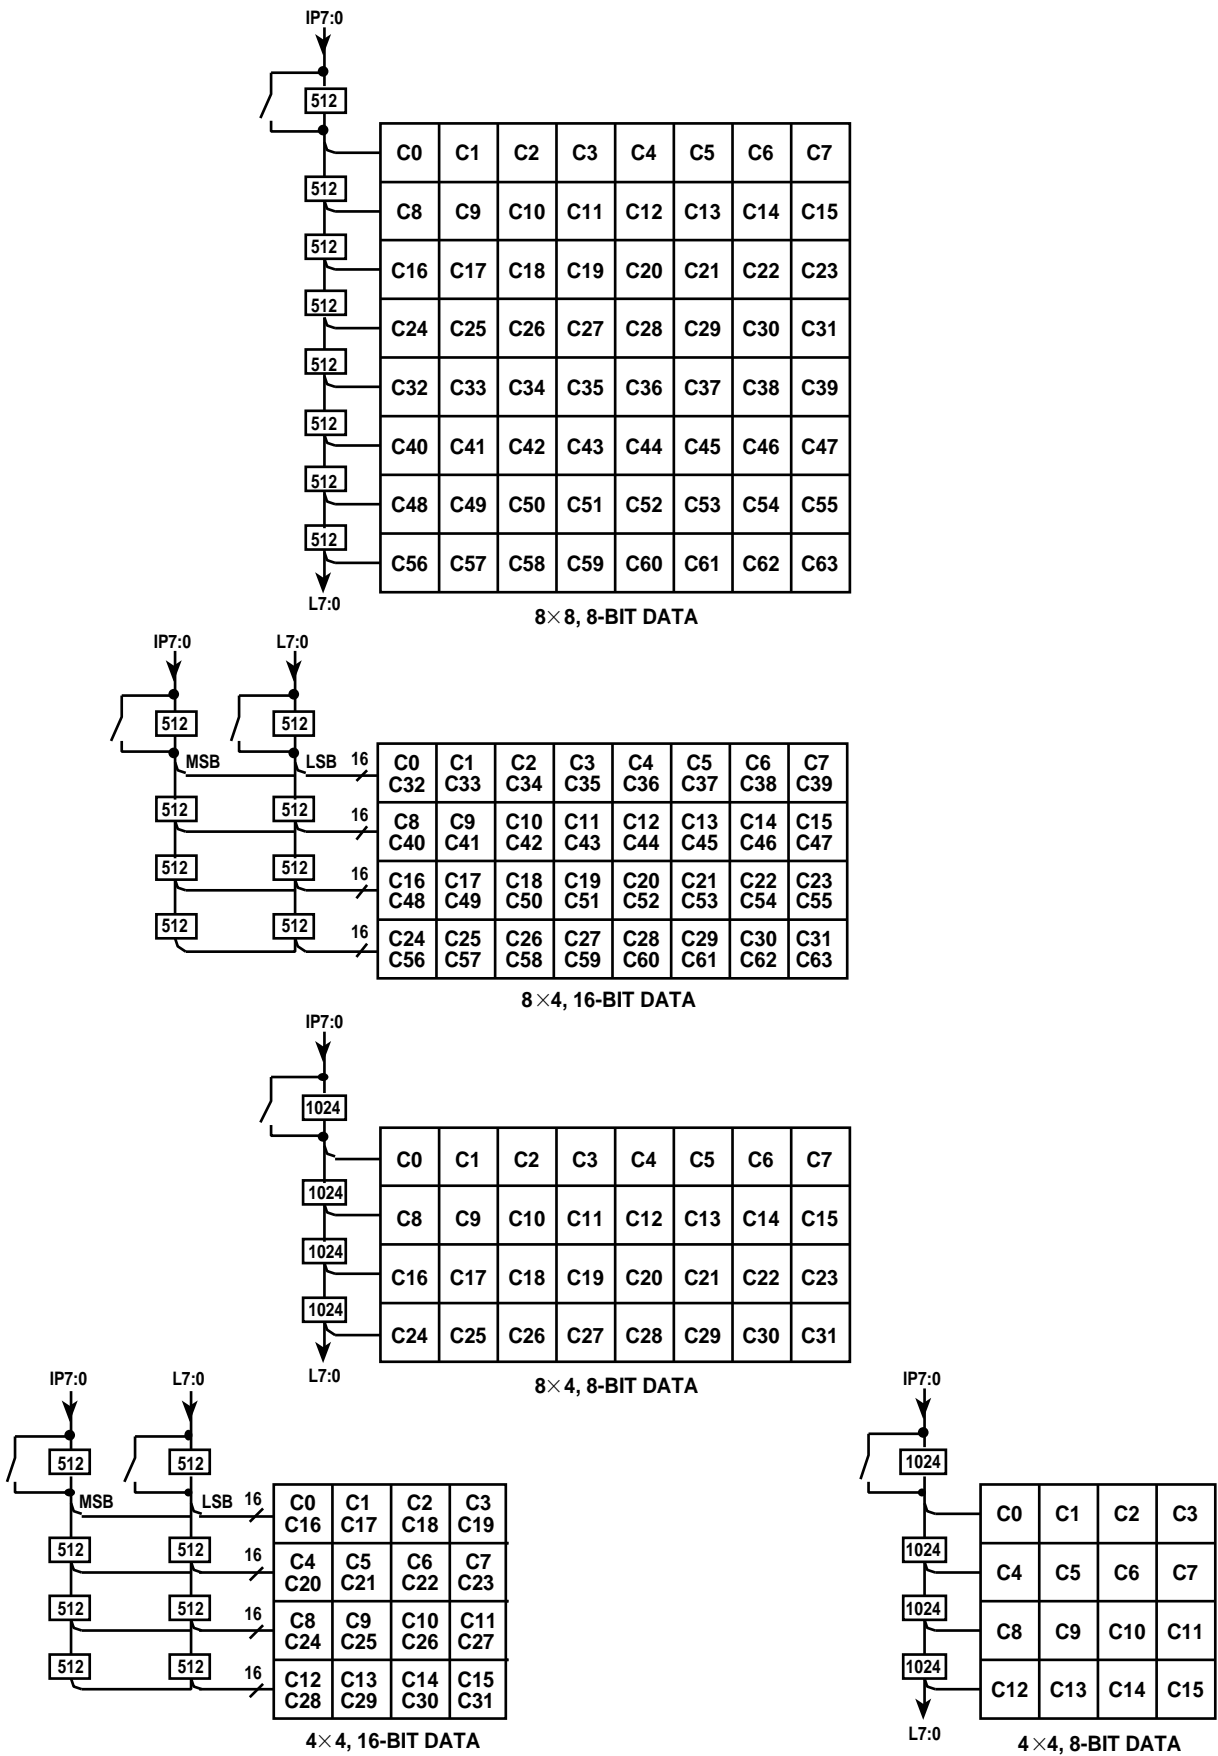 IP7:0
512
C0 C1 C2 C3 C4 C5 C6 C7
512
C8 C9 C10 C11 C12 C13 C14 C15
512
C16 C17 C18 C19 C20 C21 C22 C23
512
C24 C25 C26 C27 C28 C29 C30 C31
512
C32 C33 C34 C35 C36 C37 C38 C39
512
C40 C41 C42 C43 C44 C45 C46 C47
512
C48 C49 C50 C51 C52 C53 C54 C55
512
C56 C57 C58 C59 C60 C61 C62 C63
L7:0
8×8, 8-BIT DATA
IP7:0 L7:0
512 512
MSB LSB 16
C0 C1 C2 C3 C4 C5 C6 C7
C32 C33 C34 C35 C36 C37 C38 C39
512 512 16
C8 C9 C10 C11 C12 C13 C14 C15
C40 C41 C42 C43 C44 C45 C46 C47
512 512 16
C16 C17 C18 C19 C20 C21 C22 C23
C48 C49 C50 C51 C52 C53 C54 C55
512 512 16
C24 C25 C26 C27 C28 C29 C30 C31
C56 C57 C58 C59 C60 C61 C62 C63
8×4, 16-BIT DATA
IP7:0
1024
C0 C1 C2 C3 C4 C5 C6 C7
1024
C8 C9 C10 C11 C12 C13 C14 C15
1024
C16 C17 C18 C19 C20 C21 C22 C23
1024
C24 C25 C26 C27 C28 C29 C30 C31
L7:0
8×4, 8-BIT DATA
IP7:0 L7:0
512 512
MSB LSB 16
C0 C1 C2 C3
C16 C17 C18 C19
512 512 16
C4 C5 C6 C7
C20 C21 C22 C23
512 512 16
C8 C9 C10 C11
C24 C25 C26 C27
512 512 16
C12 C13 C14 C15
C28 C29 C30 C31
4×4, 16-BIT DATA
IP7:0
1024
C0 C1 C2 C3
1024
C4 C5 C6 C7
1024
C8 C9 C10 C11
1024
C12 C13 C14 C15
L7:0
4×4, 8-BIT DATA